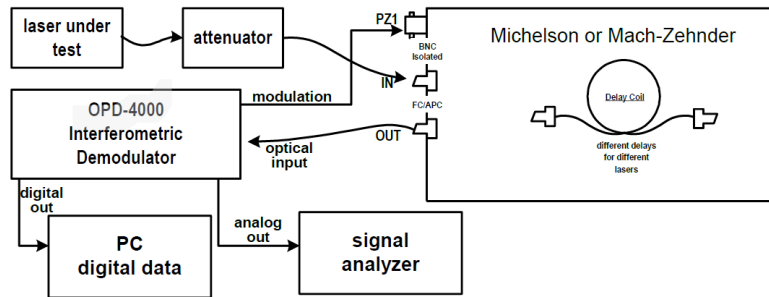 laser under
test
attenuator
PZ1
BNC
Isolated
IN
FC/APC
OUT
Michelson or Mach-Zehnder
Delay Coil
different delays
for different
lasers
OPD-4000
Interferometric
Demodulator
modulation
optical
input
digital
out
analog
out
PC
digital data
signal
analyzer